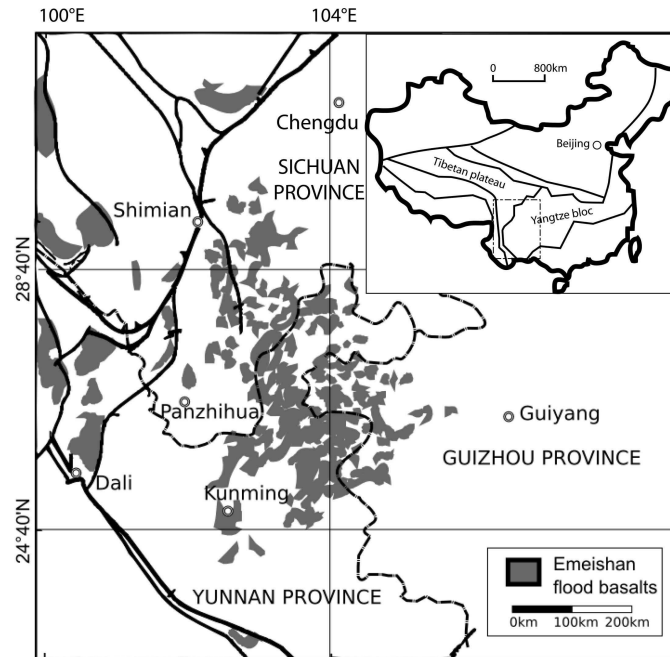 100°E
104°E
0 800km
Beijing
Tibetan plateau
Yangtze bloc
Chengdu
SICHUAN
PROVINCE
Shimian
28°40'N
Panzhihua
Guiyang
GUIZHOU PROVINCE
Dali
Kunming
24°40'N
YUNNAN PROVINCE
Emeishan
flood basalts
0km 100km 200km